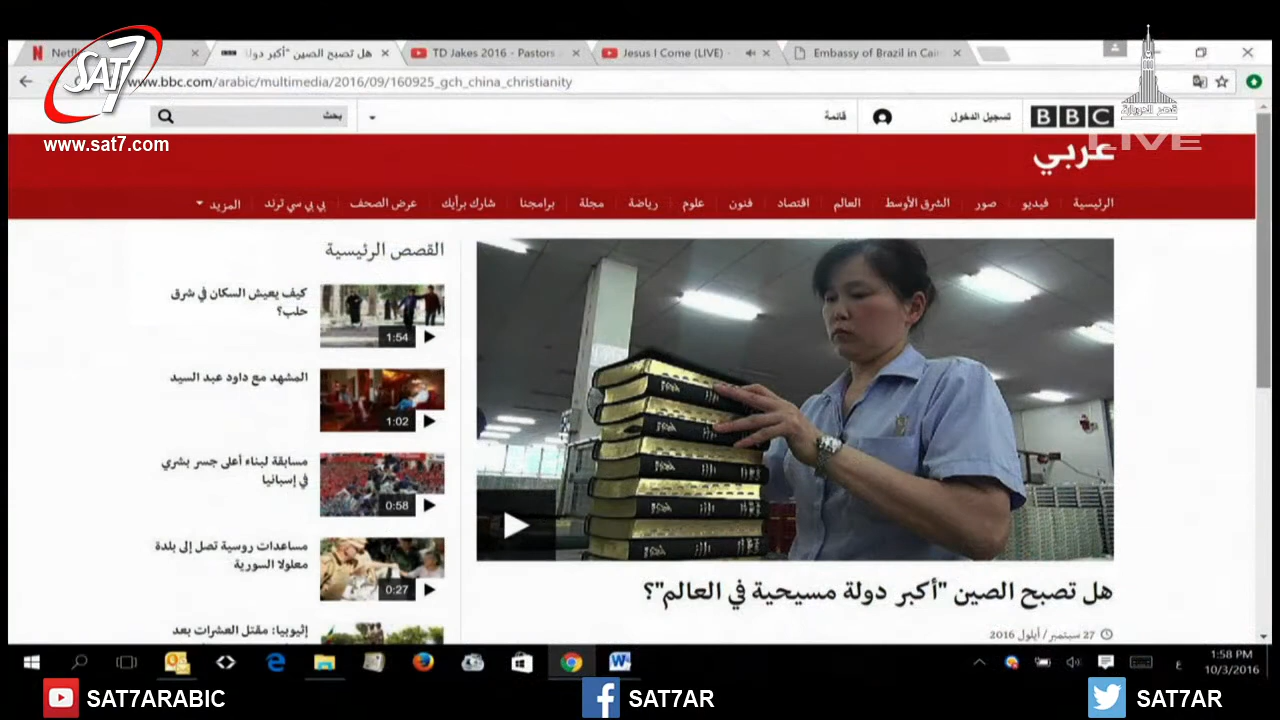 SAT 7
www.sat7.com
قصر الدوبارة
LIVE
Netfli
هل تصبح الصين "أكبر دولة
TD Jakes 2016 - Pastors
Jesus I Come (LIVE) -
Embassy of Brazil in Cair
www.bbc.com/arabic/multimedia/2016/09/160925_gch_china_christianity
BBC
تسجيل الدخول
قائمة
بحث
عربي
الرئيسية
فيديو
صور
الشرق الأوسط
العالم
اقتصاد
فنون
علوم
رياضة
مجلة
برامجنا
شارك برأيك
عرض الصحف
بي بي سي ترند
المزيد
هل تصبح الصين "أكبر دولة مسيحية في العالم"؟
27 سبتمبر/ أيلول 2016
القصص الرئيسية
كيف يعيش السكان في شرق
حلب؟
1:54
المشهد مع داود عبد السيد
1:02
مسابقة لبناء أعلى جسر بشري
في إسبانيا
0:58
مساعدات روسية تصل إلى بلدة
معلولا السورية
0:27
إثيوبيا: مقتل العشرات بعد
ع
1:58 PM
10/3/2016
SAT7ARABIC
SAT7AR
SAT7AR